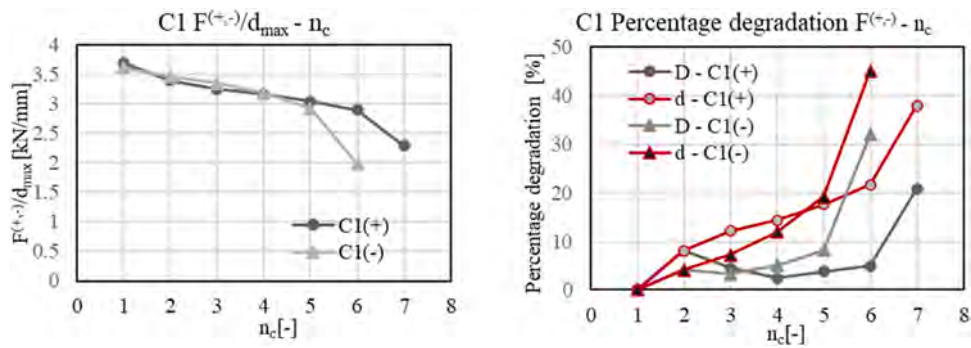 C1 F(+,-)/dmax - nc
F(+,-)/dmax [kN/mm]
4
3.5
3
2.5
2
1.5
1
0.5
0
0 1 2 3 4 5 6 7 8
nc[-]
C1(+)
C1(-)
C1 Percentage degradation F(+,-) - nc
Percentage degradation [%]
50
40
30
20
10
0
0 1 2 3 4 5 6 7 8
nc[-]
D - C1(+)
d - C1(+)
D - C1(-)
d - C1(-)